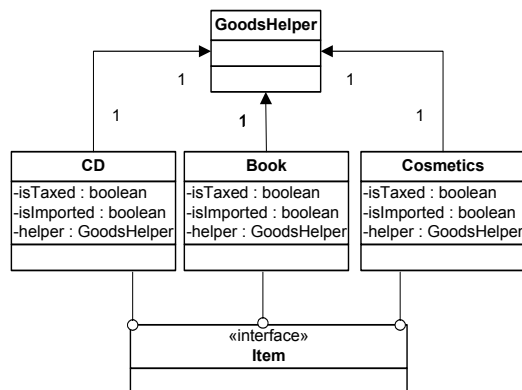 GoodsHelper
1
1
1
1
1
1
CD
-isTaxed : boolean
-isImported : boolean
-helper : GoodsHelper
Book
-isTaxed : boolean
-isImported : boolean
-helper : GoodsHelper
Cosmetics
-isTaxed : boolean
-isImported : boolean
-helper : GoodsHelper
«interface»
Item